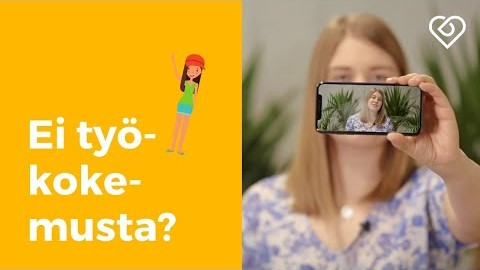 Ei työ-
koke-
musta?